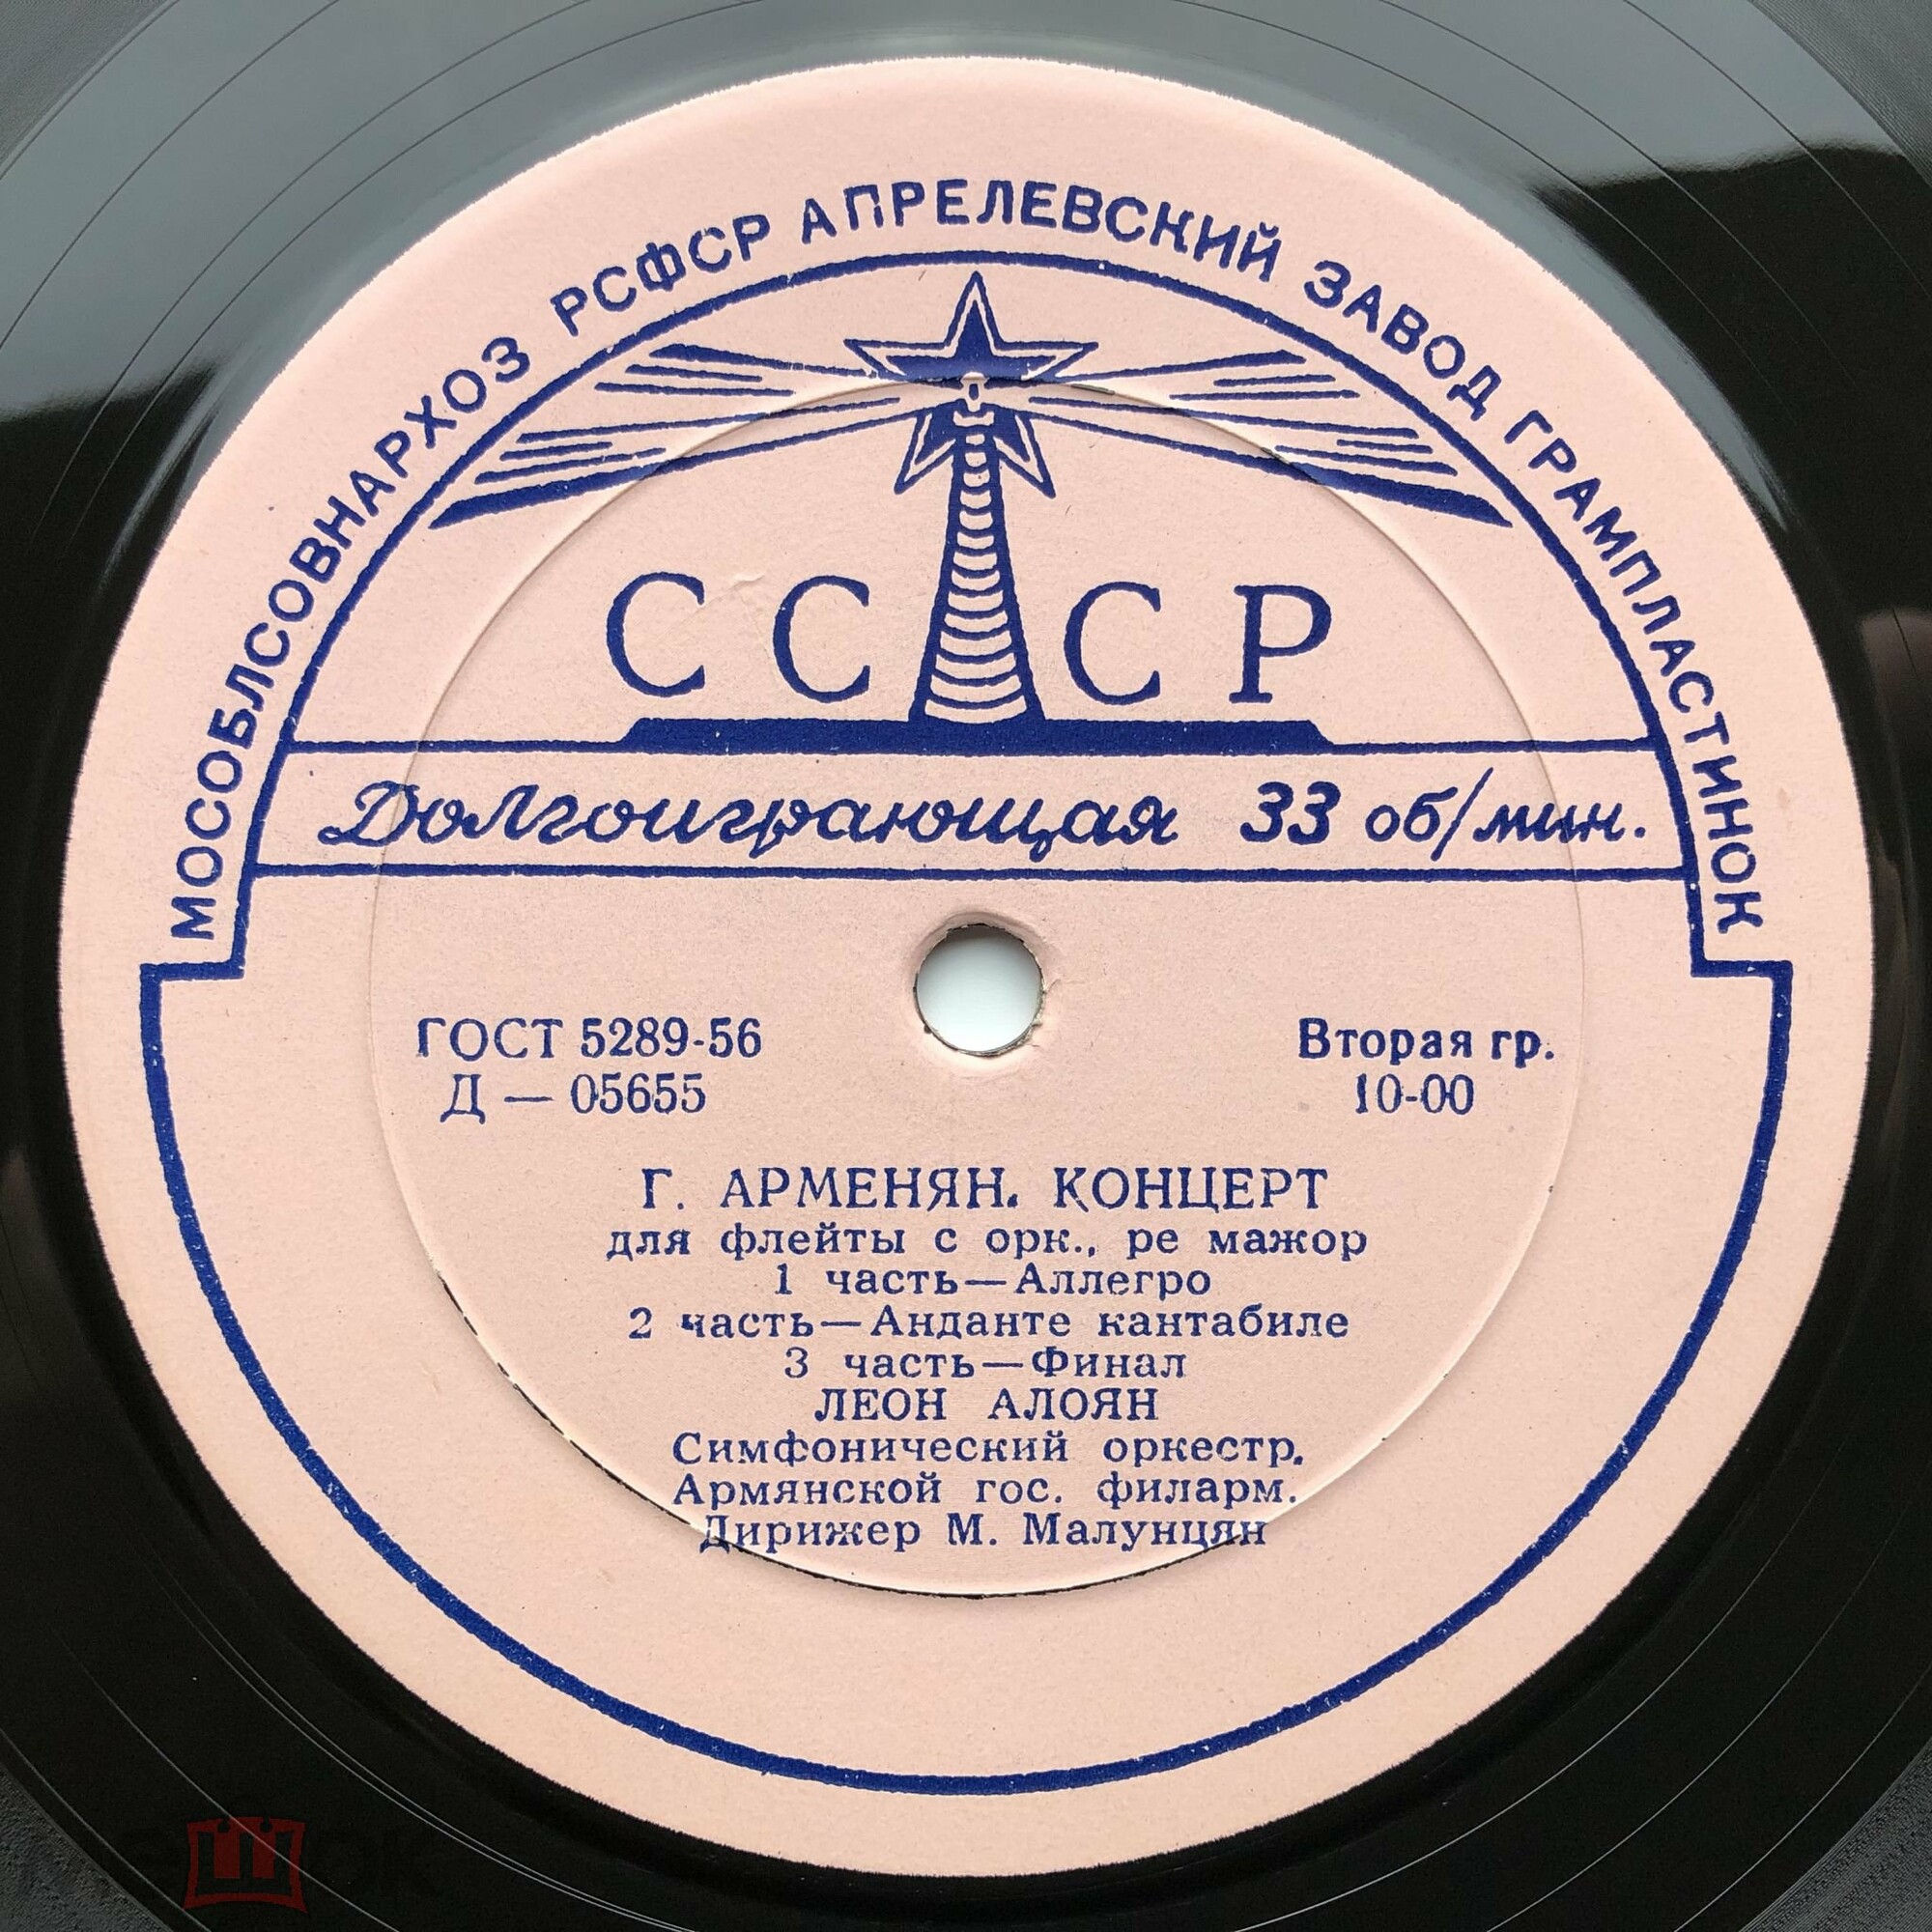 МОСОБЛСОВНАРХОЗ РСФСР АПРЕЛЕВСКИЙ ЗАВОД ГРАМПЛАСТИНОК
СССР
Долгоиграющая 33 об/мин.
ГОСТ 5289-56
Вторая гр.
Д — 05655
10-00
Г. АРМЕНЯН. КОНЦЕРТ
для флейты с орк., ре мажор
1 часть — Аллегро
2 часть — Анданте кантабиле
3 часть — Финал
ЛЕОН АЛОЯН
Симфонический оркестр.
Армянской гос. филарм.
Дирижер М. Малунцян